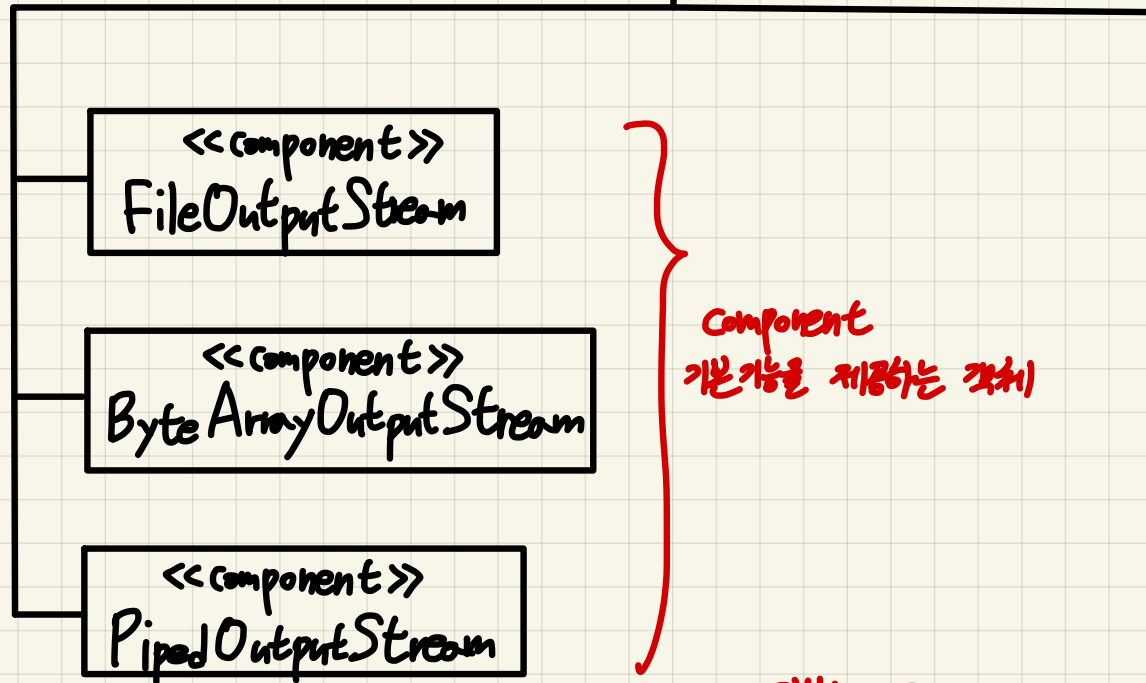 <<component>>
FileOutputStream
<<component>>
ByteArrayOutputStream
<<component>>
PipedOutputStream
Component
기본 기능을 제공하는 객체